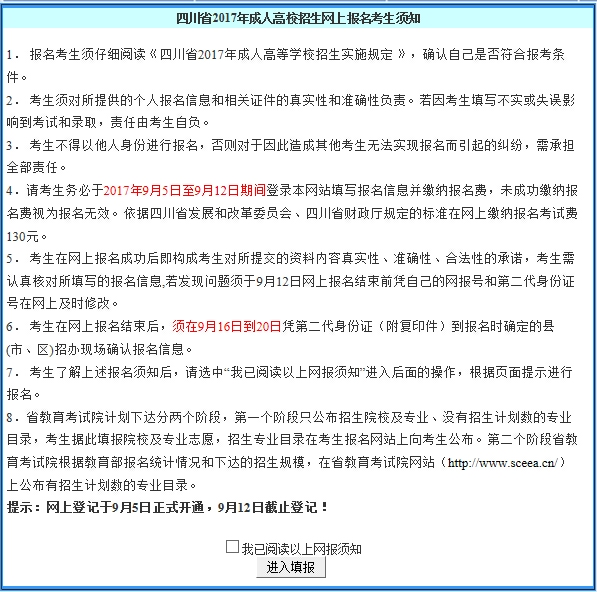 四川省2017年成人高校招生网上报名考生须知
1． 报名考生须仔细阅读《 四川省2017年成人高等学校招生实施规定 》，确认自己是否符合报考条
件。
2． 考生须对所提供的个人报名信息和相关证件的真实性和准确性负责。若因考生填写不实或失误影
响到考试和录取，责任由考生自负。
3． 考生不得以他人身份进行报名，否则对于因此造成其他考生无法实现报名而引起的纠纷，需承担
全部责任。
4．请考生务必于2017年9月5日至9月12日期间登录本网站填写报名信息并缴纳报名费，未成功缴纳报
名费视为报名无效。依据四川省发展和改革委员会、四川省财政厅规定的标准在网上缴纳报名考试费
130元。
5． 考生在网上报名成功后即构成考生对所提交的资料内容真实性、准确性、合法性的承诺，考生需
认真核对所填写的报名信息,若发现问题须于9月12日网上报名结束前凭自己的网报号和第二代身份证
号在网上及时修改。
6． 考生在网上报名结束后，须在9月16日到20日凭第二代身份证（附复印件）到报名时确定的县
(市、区)招办现场确认报名信息。
7． 考生了解上述报名须知后，请选中“我已阅读以上网报须知”进入后面的操作，根据页面提示进行
报名。
8．省教育考试院计划下达分两个阶段，第一个阶段只公布招生院校及专业、没有招生计划数的专业
目录，考生据此填报院校及专业志愿，招生专业目录在考生报名网站上向考生公布。第二个阶段省教
育考试院根据教育部报名统计情况和下达的招生规模，在省教育考试院网站（http://www.sceea.cn/）
上公布有招生计划数的专业目录。
提示：网上登记于9月5日正式开通，9月12日截止登记！
我已阅读以上网报须知
进入填报